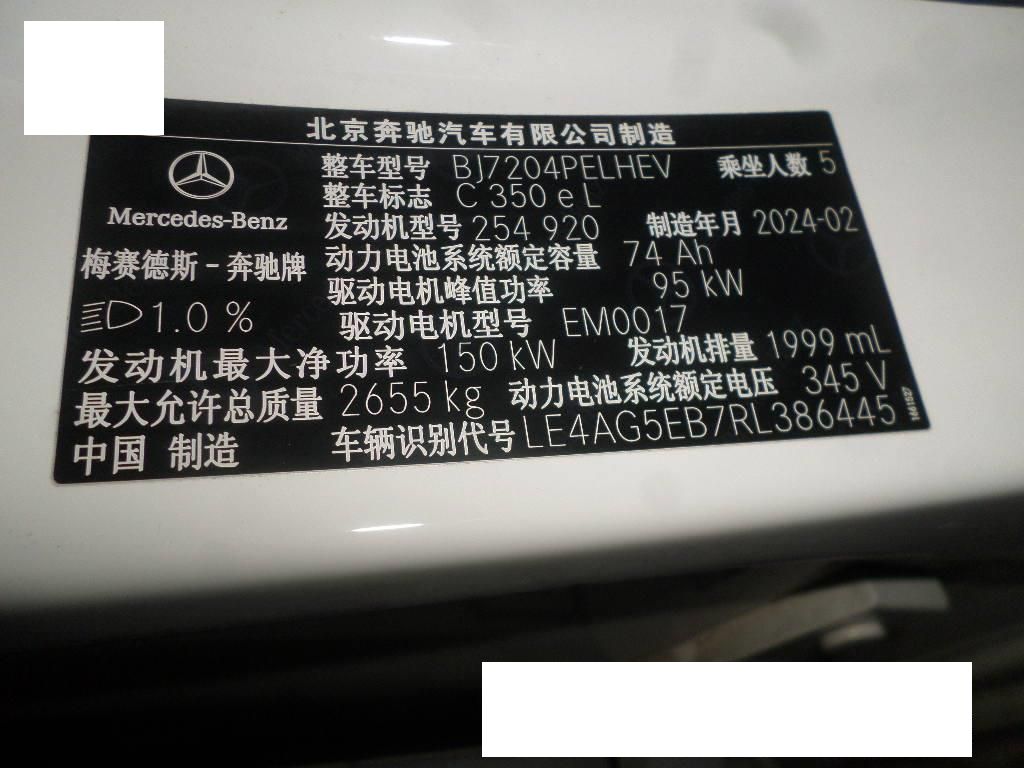 北京奔驰汽车有限公司制造
整车型号 BJ7204PELHEV 乘坐人数 5
整车标志 C 350 e L
Mercedes-Benz
发动机型号 254 920 制造年月 2024-02
梅赛德斯－奔驰牌 动力电池系统额定容量 74 Ah
驱动电机峰值功率 95 kW
1.0 % 驱动电机型号 EM0017
发动机最大净功率 150 kW 发动机排量 1999 mL
最大允许总质量 2655 kg 动力电池系统额定电压 345 V
中国 制造 车辆识别代号 LE4AG5EB7RL386445